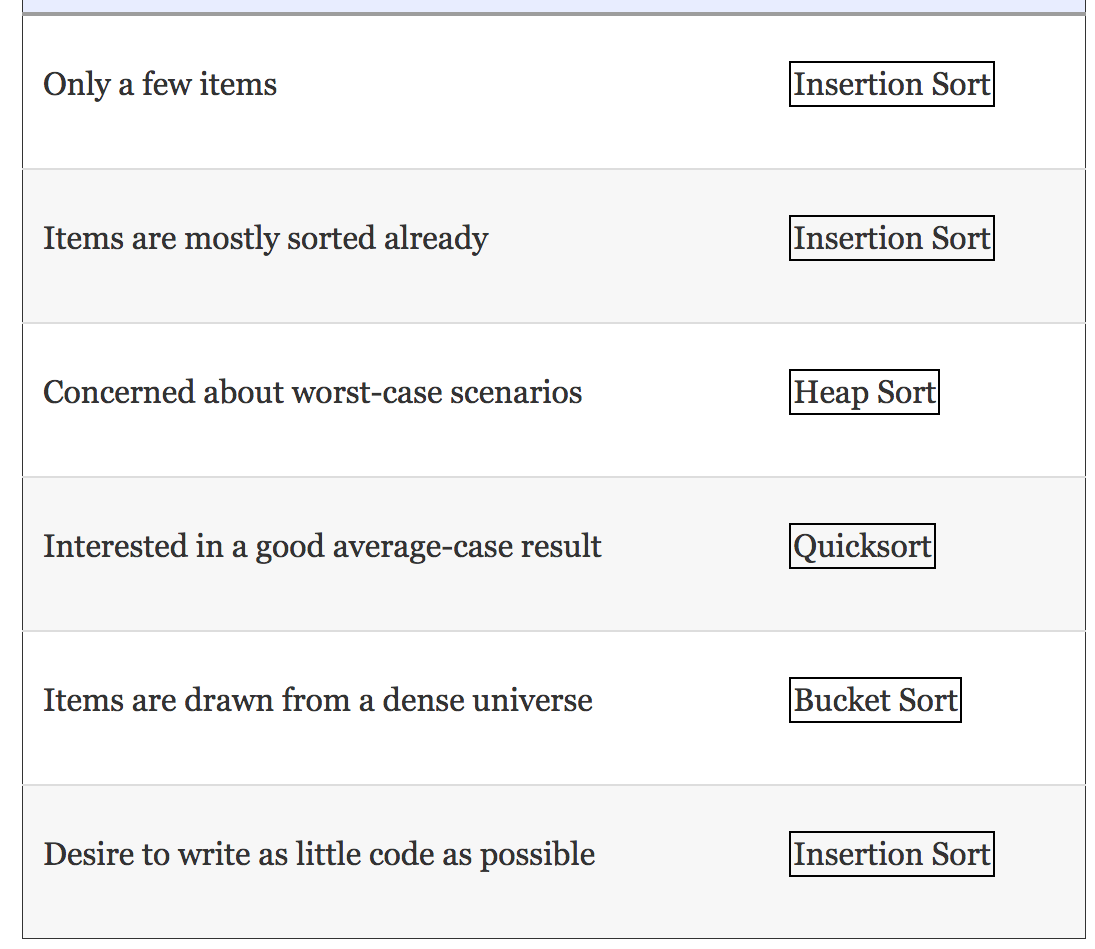 Only a few items Insertion Sort
Items are mostly sorted already Insertion Sort
Concerned about worst-case scenarios Heap Sort
Interested in a good average-case result Quicksort
Items are drawn from a dense universe Bucket Sort
Desire to write as little code as possible Insertion Sort